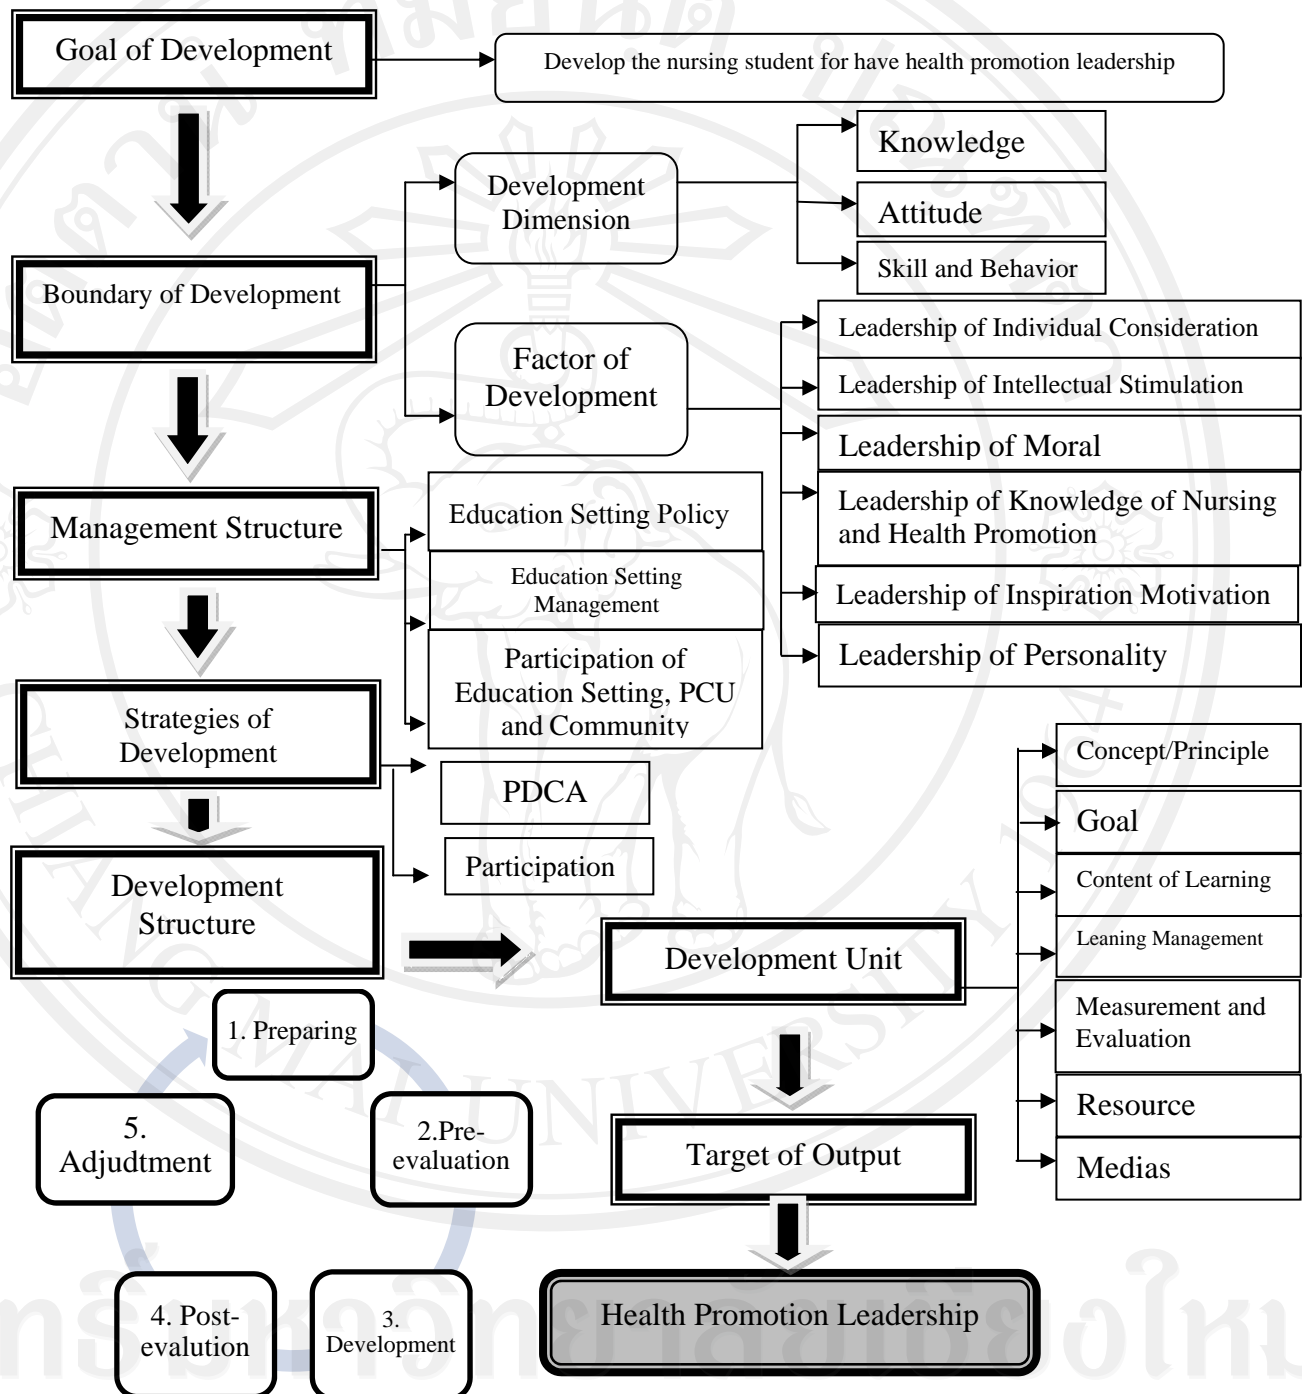 Goal of Development
Develop the nursing student for have health promotion leadership
Development
Dimension
Knowledge
Attitude
Skill and Behavior
Boundary of Development
Factor of
Development
Leadership of Individual Consideration
Leadership of Intellectual Stimulation
Leadership of Moral
Leadership of Knowledge of Nursing
and Health Promotion
Leadership of Inspiration Motivation
Leadership of Personality
Management Structure
Education Setting Policy
Education Setting
Management
Participation of
Education Setting, PCU
and Community
Strategies of
Development
PDCA
Participation
Development
Structure
Development Unit
Concept/Principle
Goal
Content of Learning
Leaning Management
Measurement and
Evaluation
Resource
Medias
1. Preparing
2.Pre-
evaluation
3.
Development
4. Post-
evalution
5.
Adjudtment
Target of Output
Health Promotion Leadership
CHIANG MAI UNIVERSITY 1964